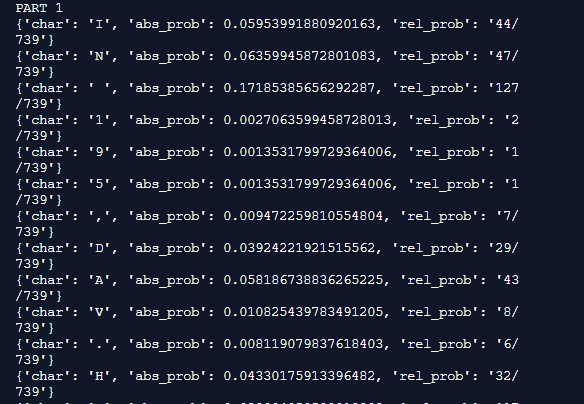 PART 1
{'char': 'I', 'abs_prob': 0.05953991880920163, 'rel_prob': '44/
739'}
{'char': 'N', 'abs_prob': 0.06359945872801083, 'rel_prob': '47/
739'}
{'char': ' ', 'abs_prob': 0.17185385656292287, 'rel_prob': '127
/739'}
{'char': '1', 'abs_prob': 0.0027063599458728013, 'rel_prob': '2
/739'}
{'char': '9', 'abs_prob': 0.0013531799729364006, 'rel_prob': '1
/739'}
{'char': '5', 'abs_prob': 0.0013531799729364006, 'rel_prob': '1
/739'}
{'char': ',', 'abs_prob': 0.009472259810554804, 'rel_prob': '7/
739'}
{'char': 'D', 'abs_prob': 0.03924221921515562, 'rel_prob': '29/
739'}
{'char': 'A', 'abs_prob': 0.058186738836265225, 'rel_prob': '43
/739'}
{'char': 'V', 'abs_prob': 0.010825439783491205, 'rel_prob': '8/
739'}
{'char': '.', 'abs_prob': 0.008119079837618403, 'rel_prob': '6/
739'}
{'char': 'H', 'abs_prob': 0.04330175913396482, 'rel_prob': '32/
739'}